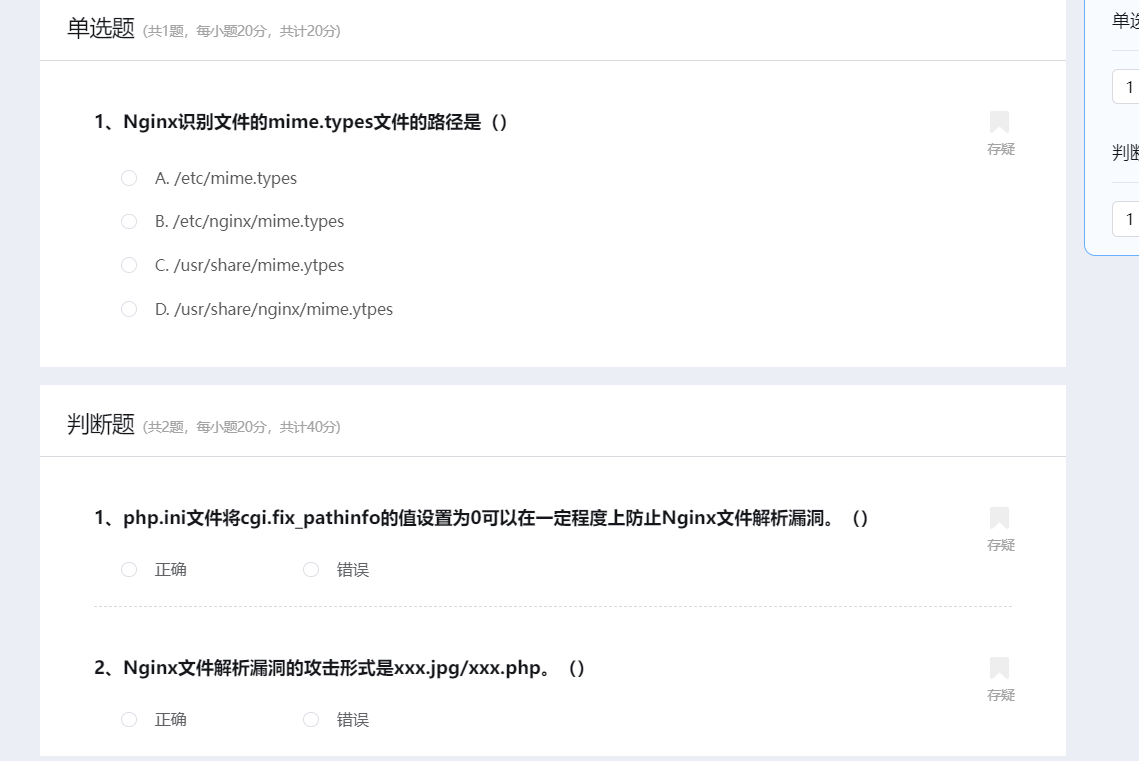 单选题 (共1题，每小题20分，共计20分)
1、Nginx识别文件的mime.types文件的路径是（）
存疑
A. /etc/mime.types
B. /etc/nginx/mime.types
C. /usr/share/mime.ytpes
D. /usr/share/nginx/mime.ytpes
判断题 (共2题，每小题20分，共计40分)
1、php.ini文件将cgi.fix_pathinfo的值设置为0可以在一定程度上防止Nginx文件解析漏洞。（）
存疑
正确 错误
2、Nginx文件解析漏洞的攻击形式是xxx.jpg/xxx.php。（）
存疑
正确 错误
单选
1
判断
1